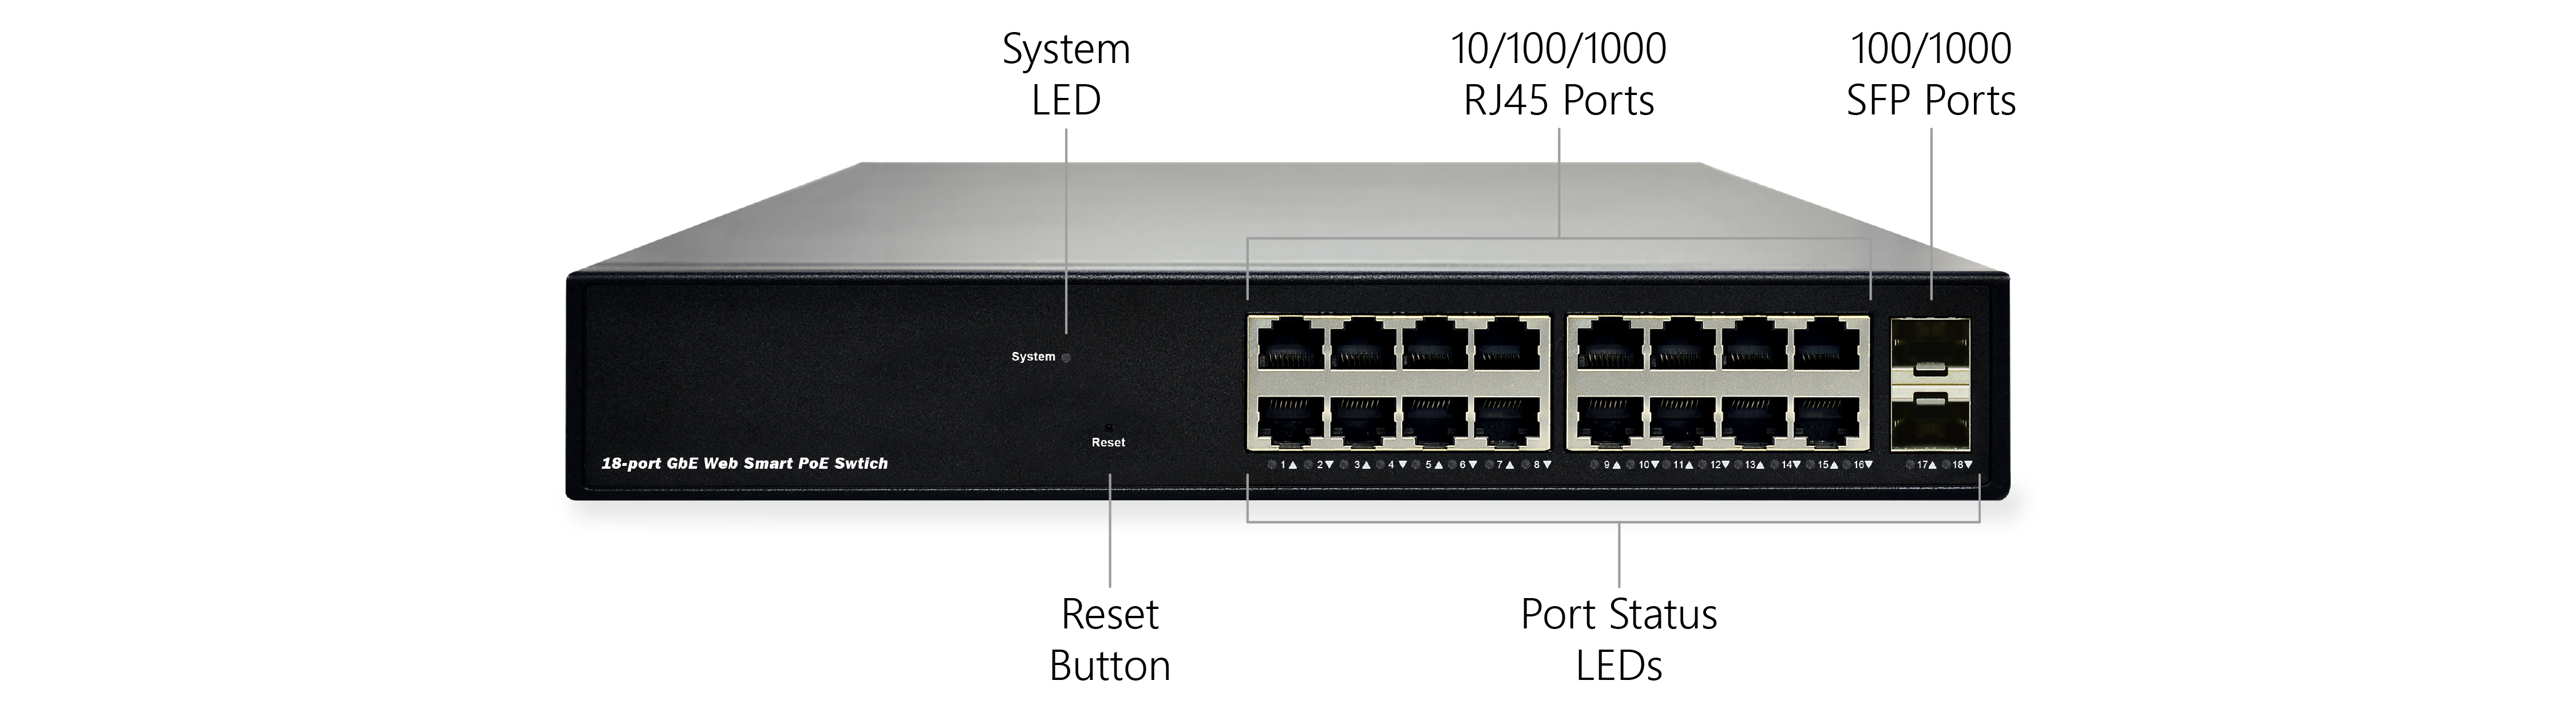 System
LED
10/100/1000
RJ45 Ports
100/1000
SFP Ports
System
Reset
18-port GbE Web Smart PoE Swtich
1▲ 2▼ 3▲ 4▼ 5▲ 6▼ 7▲ 8▼ 9▲ 10▼ 11▲ 12▼ 13▲ 14▼ 15▲ 16▼ 17▲ 18▼
Reset
Button
Port Status
LEDs